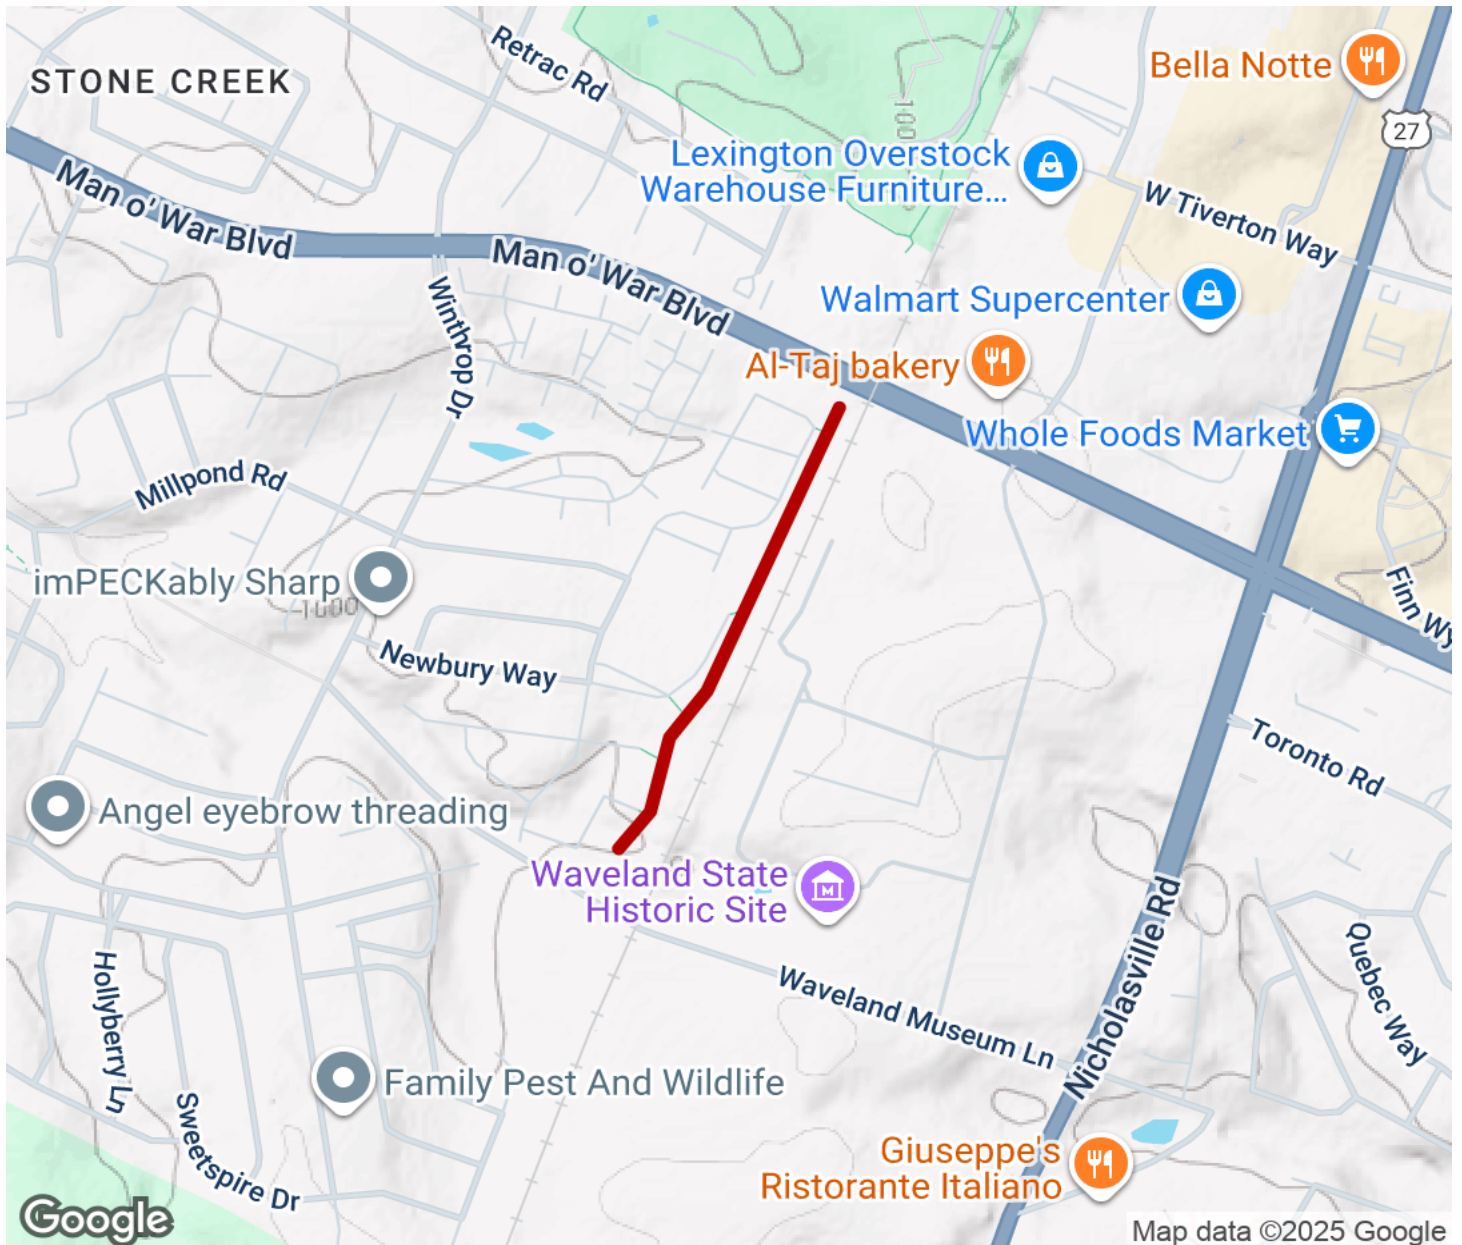 Retrac Rd
Bella Notte
STONE CREEK
27
100
Lexington Overstock
Warehouse Furniture...
W Tiverton Way
Man o' War Blvd
Man o' War Blvd
Winthrop Dr
Walmart Supercenter
Al-Taj bakery
Whole Foods Market
Millpond Rd
imPECKably Sharp
1000
Finn Wy
Newbury Way
Toronto Rd
Angel eyebrow threading
Waveland State
Historic Site
Nicholasville Rd
Quebec Way
Hollyberry Ln
Waveland Museum Ln
Family Pest And Wildlife
Sweetspire Dr
Giuseppe's
Ristorante Italiano
Google
Map data ©2025 Google